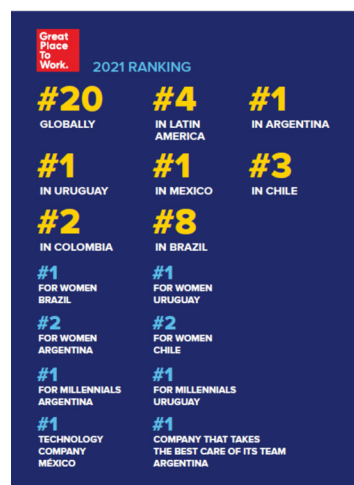 Great
Place
To
Work.
2021 RANKING
#20
GLOBALLY
#4
IN LATIN
AMERICA
#1
IN ARGENTINA
#1
IN URUGUAY
#1
IN MEXICO
#3
IN CHILE
#2
IN COLOMBIA
#8
IN BRAZIL
#1
FOR WOMEN
BRAZIL
#1
FOR WOMEN
URUGUAY
#2
FOR WOMEN
ARGENTINA
#2
FOR WOMEN
CHILE
#1
FOR MILLENNIALS
ARGENTINA
#1
FOR MILLENNIALS
URUGUAY
#1
TECHNOLOGY
COMPANY
MÉXICO
#1
COMPANY THAT TAKES
THE BEST CARE OF ITS TEAM
ARGENTINA